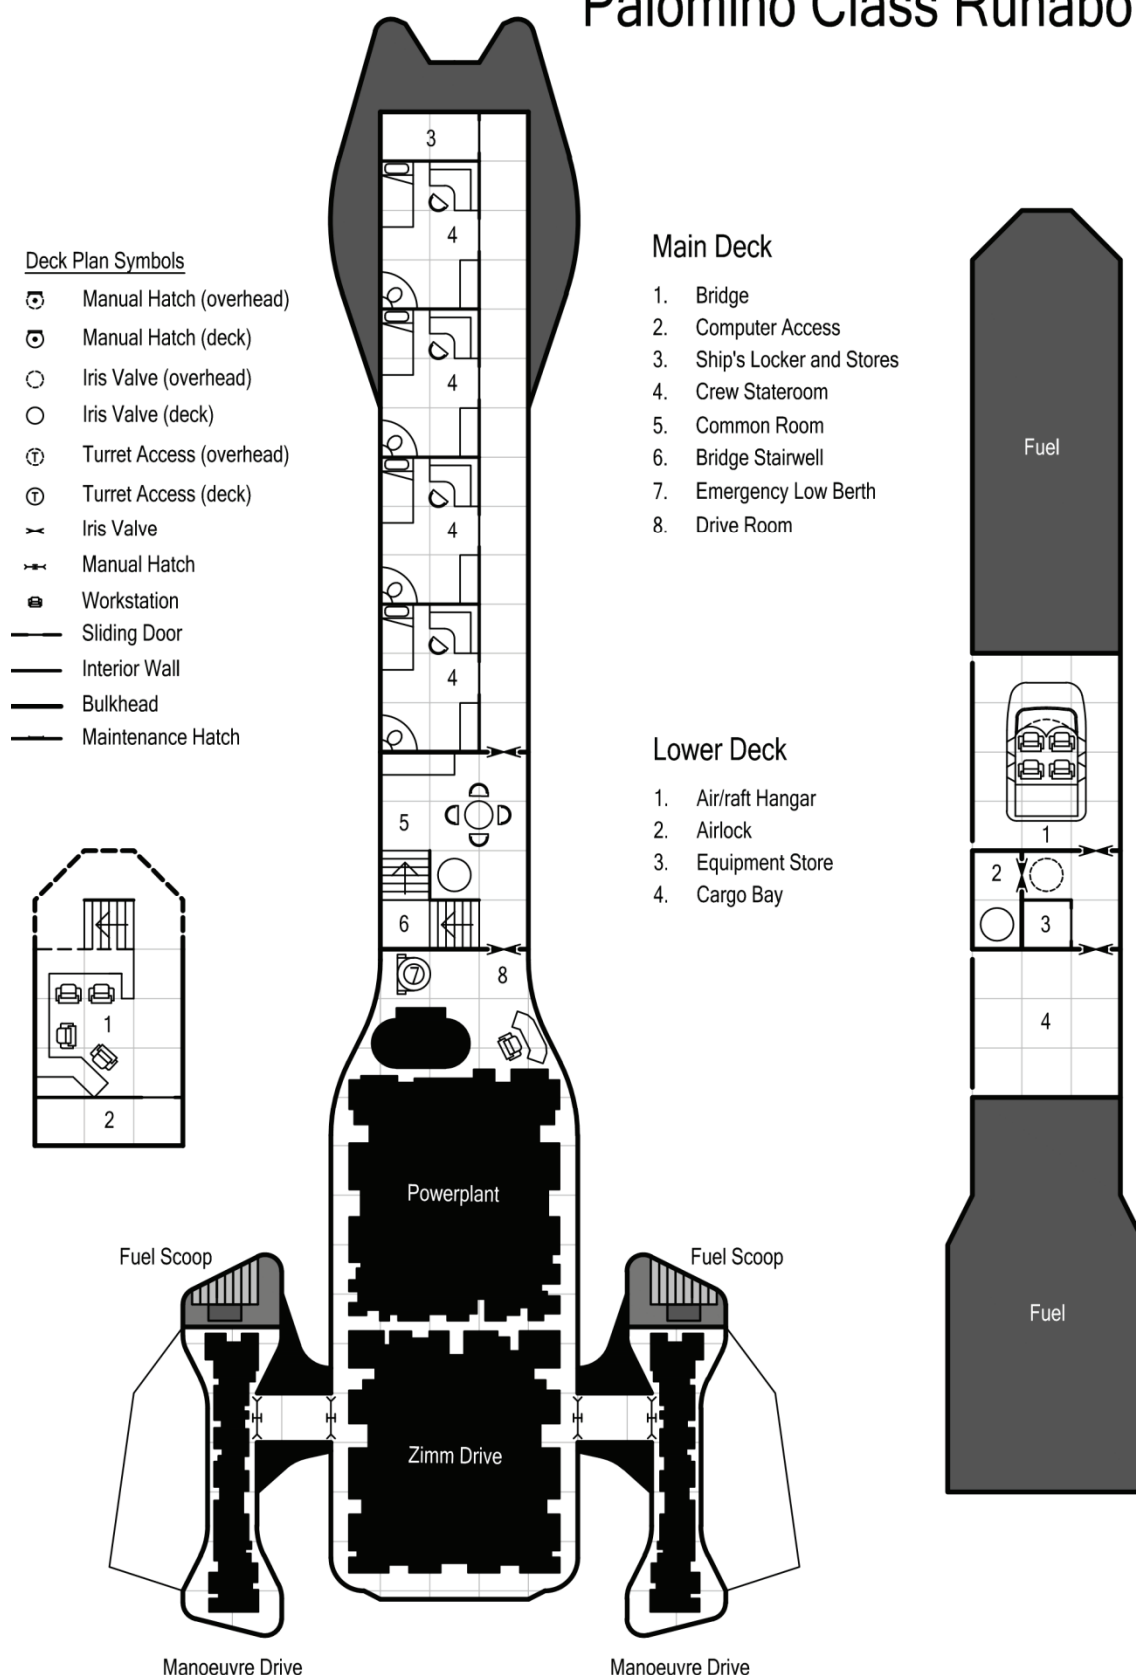 Palomino Class Runabo
3
4
4
4
4
5
6
7
8
Powerplant
Zimm Drive
Fuel Scoop
Fuel Scoop
Manoeuvre Drive
Manoeuvre Drive
Deck Plan Symbols
Manual Hatch (overhead)
Manual Hatch (deck)
Iris Valve (overhead)
Iris Valve (deck)
T Turret Access (overhead)
T Turret Access (deck)
Iris Valve
Manual Hatch
Workstation
Sliding Door
Interior Wall
Bulkhead
Maintenance Hatch
1
2
Main Deck
1. Bridge
2. Computer Access
3. Ship's Locker and Stores
4. Crew Stateroom
5. Common Room
6. Bridge Stairwell
7. Emergency Low Berth
8. Drive Room
Lower Deck
1. Air/raft Hangar
2. Airlock
3. Equipment Store
4. Cargo Bay
Fuel
1
2
3
4
Fuel